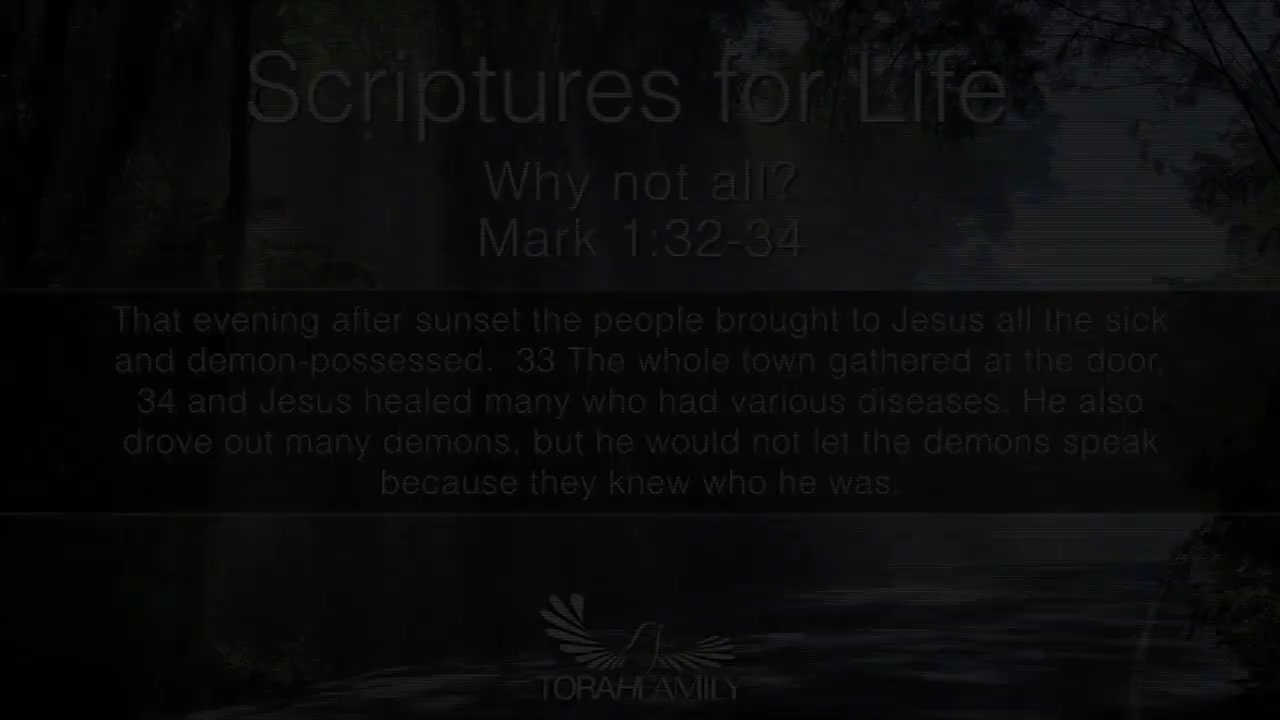 Scriptures for Life
Why not all?
Mark 1:32-34
That evening after sunset the people brought to Jesus all the sick
and demon-possessed. 33 The whole town gathered at the door,
34 and Jesus healed many who had various diseases. He also
drove out many demons, but he would not let the demons speak
because they knew who he was.
TORAHFAMILY